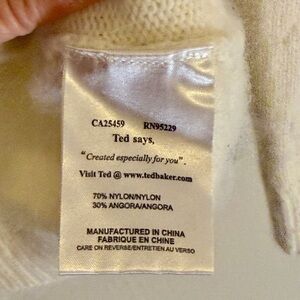 CA25459 RN95229
Ted says,
"Created especially for you".
Visit Ted @ www.tedbaker.com
70% NYLON/NYLON
30% ANGORA/ANGORA
MANUFACTURED IN CHINA
FABRIQUE EN CHINE
CARE ON REVERSE/ENTRETIEN AU VERSO